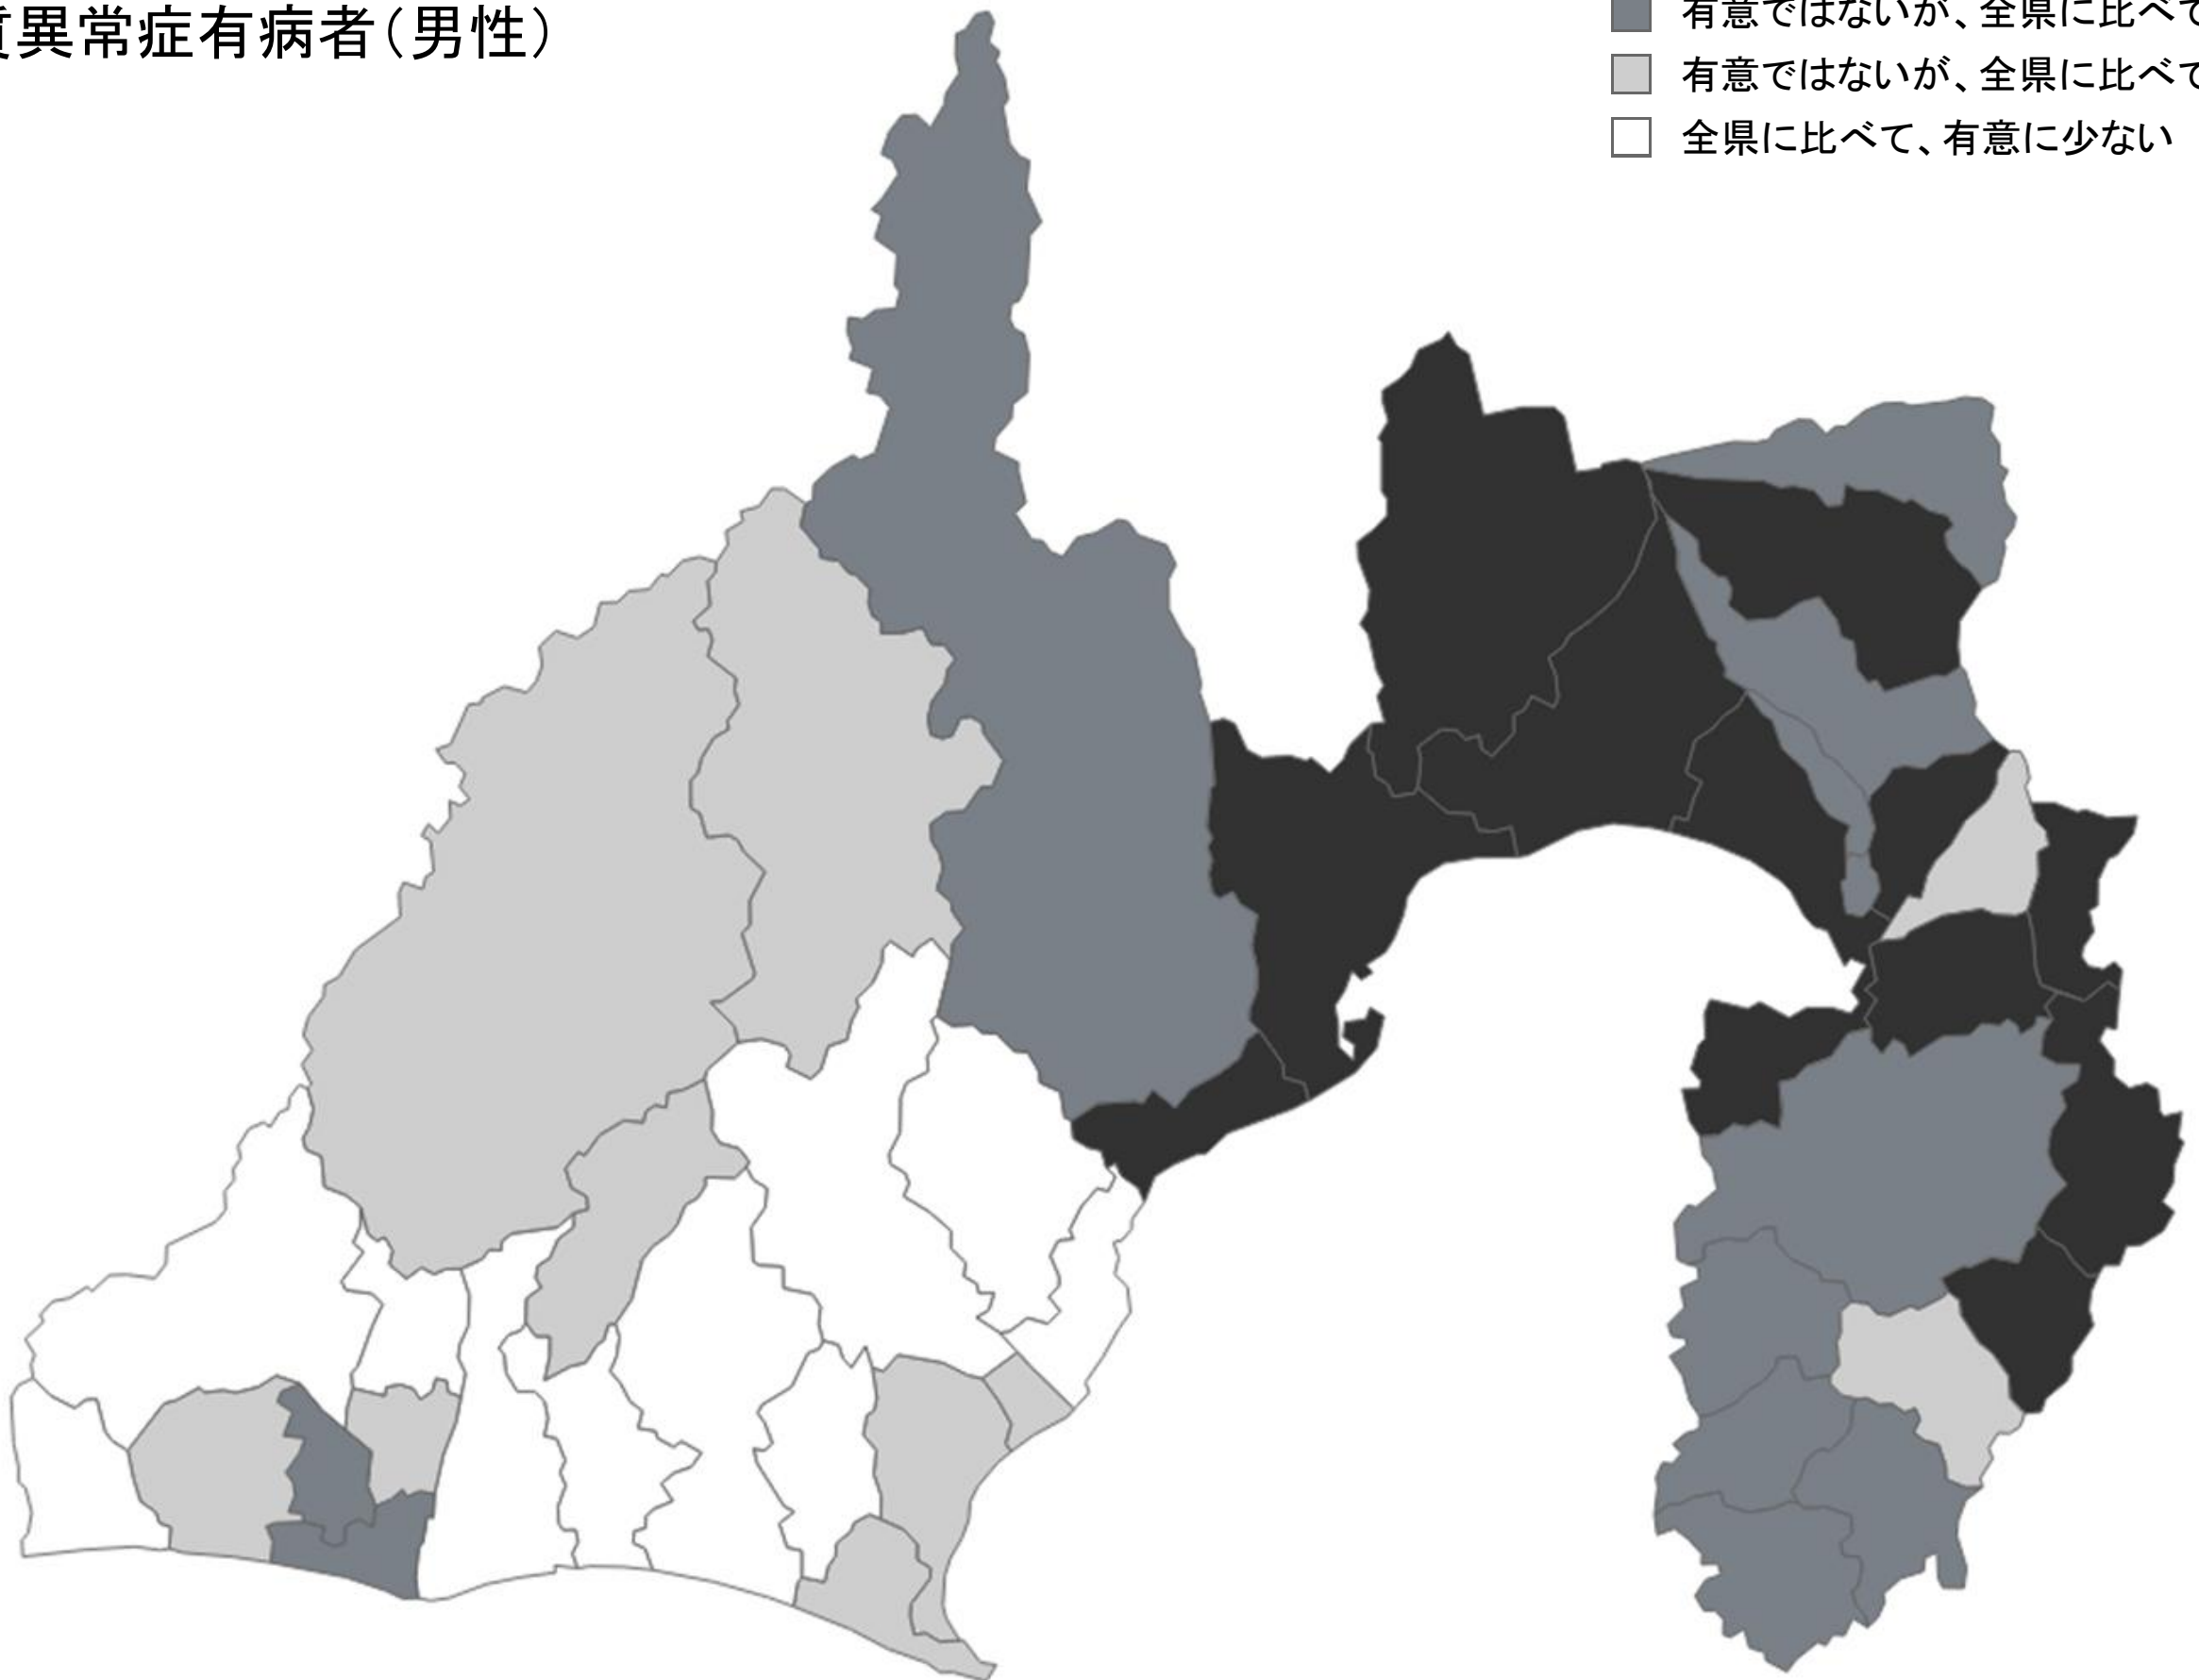 異常症有病者（男性）
有意ではないが、全県に比べて
有意ではないが、全県に比べて
全県に比べて、有意に少ない